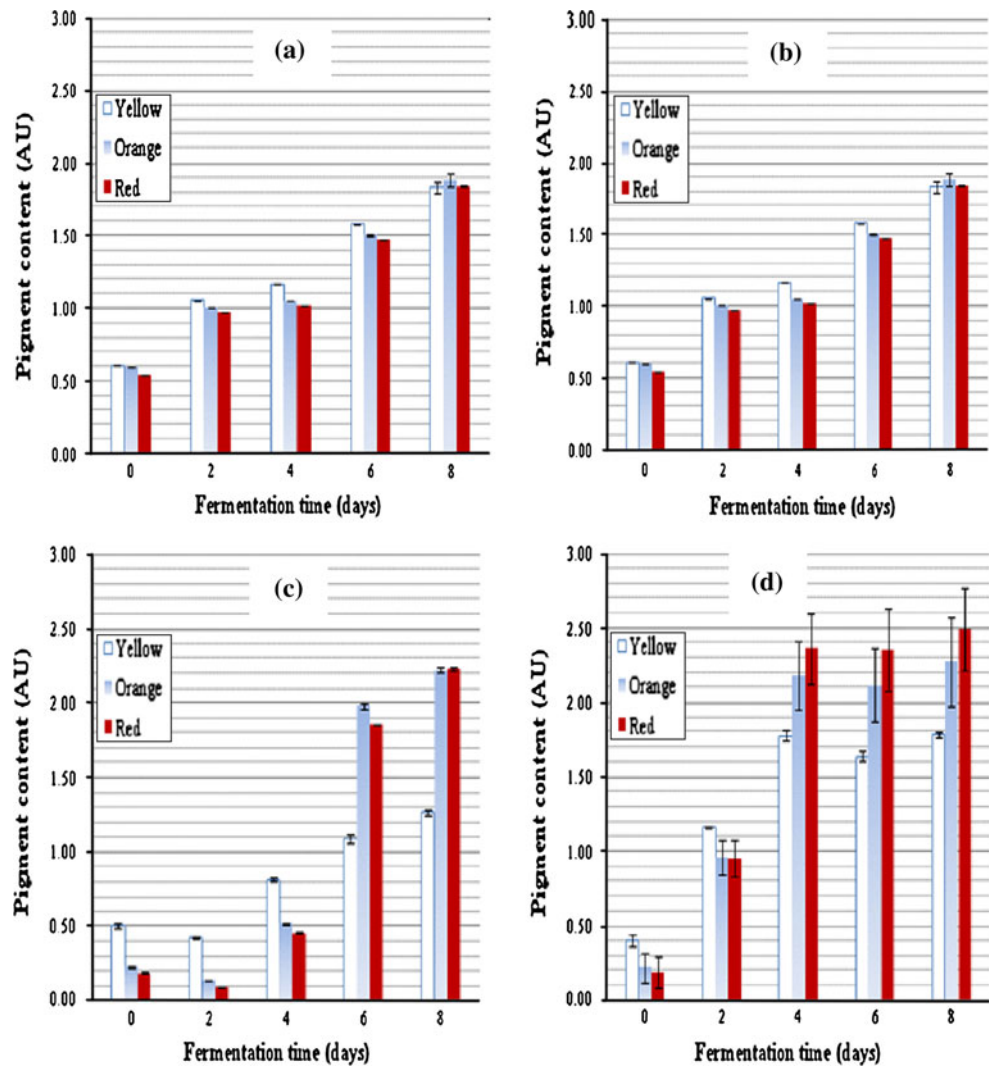 (a)
Pigment content (AU)
3.00
2.50
2.00
1.50
1.00
0.50
0.00
Yellow
Orange
Red
0 2 4 6 8
Fermentation time (days)
(b)
Pigment content (AU)
3.00
2.50
2.00
1.50
1.00
0.50
0.00
Yellow
Orange
Red
0 2 4 6 8
Fermentation time (days)
(c)
Pigment content (AU)
3.00
2.50
2.00
1.50
1.00
0.50
0.00
Yellow
Orange
Red
0 2 4 6 8
Fermentation time (days)
(d)
Pigment content (AU)
3.00
2.50
2.00
1.50
1.00
0.50
0.00
Yellow
Orange
Red
0 2 4 6 8
Fermentation time (days)